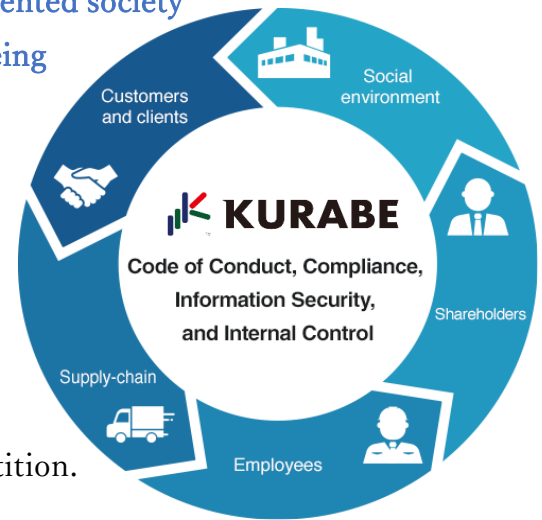 ented society
eing
Social
environment
Customers
and clients
KURABE
Code of Conduct, Compliance,
Information Security,
and Internal Control
Shareholders
Supply-chain
Employees
tition.